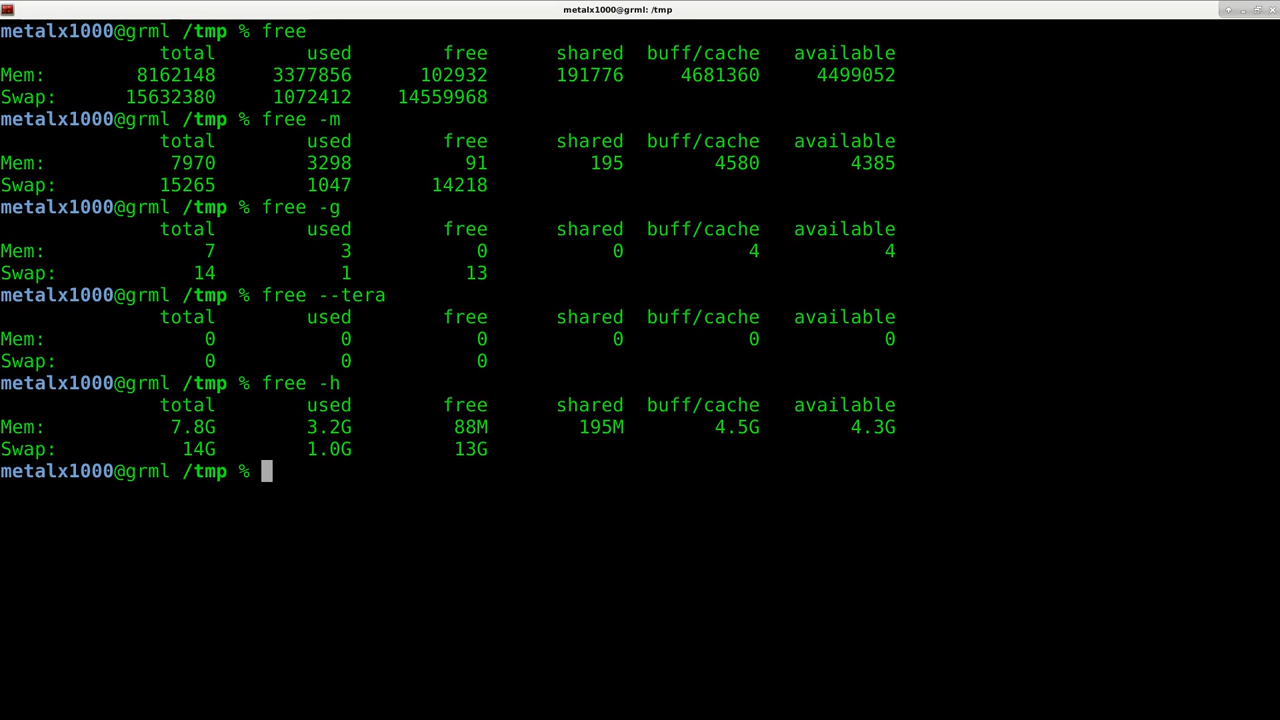 metalx1000@grml: /tmp
metalx1000@grml /tmp % free
total used free shared buff/cache available
Mem: 8162148 3377856 102932 191776 4681360 4499052
Swap: 15632380 1072412 14559968
metalx1000@grml /tmp % free -m
total used free shared buff/cache available
Mem: 7970 3298 91 195 4580 4385
Swap: 15265 1047 14218
metalx1000@grml /tmp % free -g
total used free shared buff/cache available
Mem: 7 3 0 0 4 4
Swap: 14 1 13
metalx1000@grml /tmp % free --tera
total used free shared buff/cache available
Mem: 0 0 0 0 0 0
Swap: 0 0 0
metalx1000@grml /tmp % free -h
total used free shared buff/cache available
Mem: 7.8G 3.2G 88M 195M 4.5G 4.3G
Swap: 14G 1.0G 13G
metalx1000@grml /tmp %